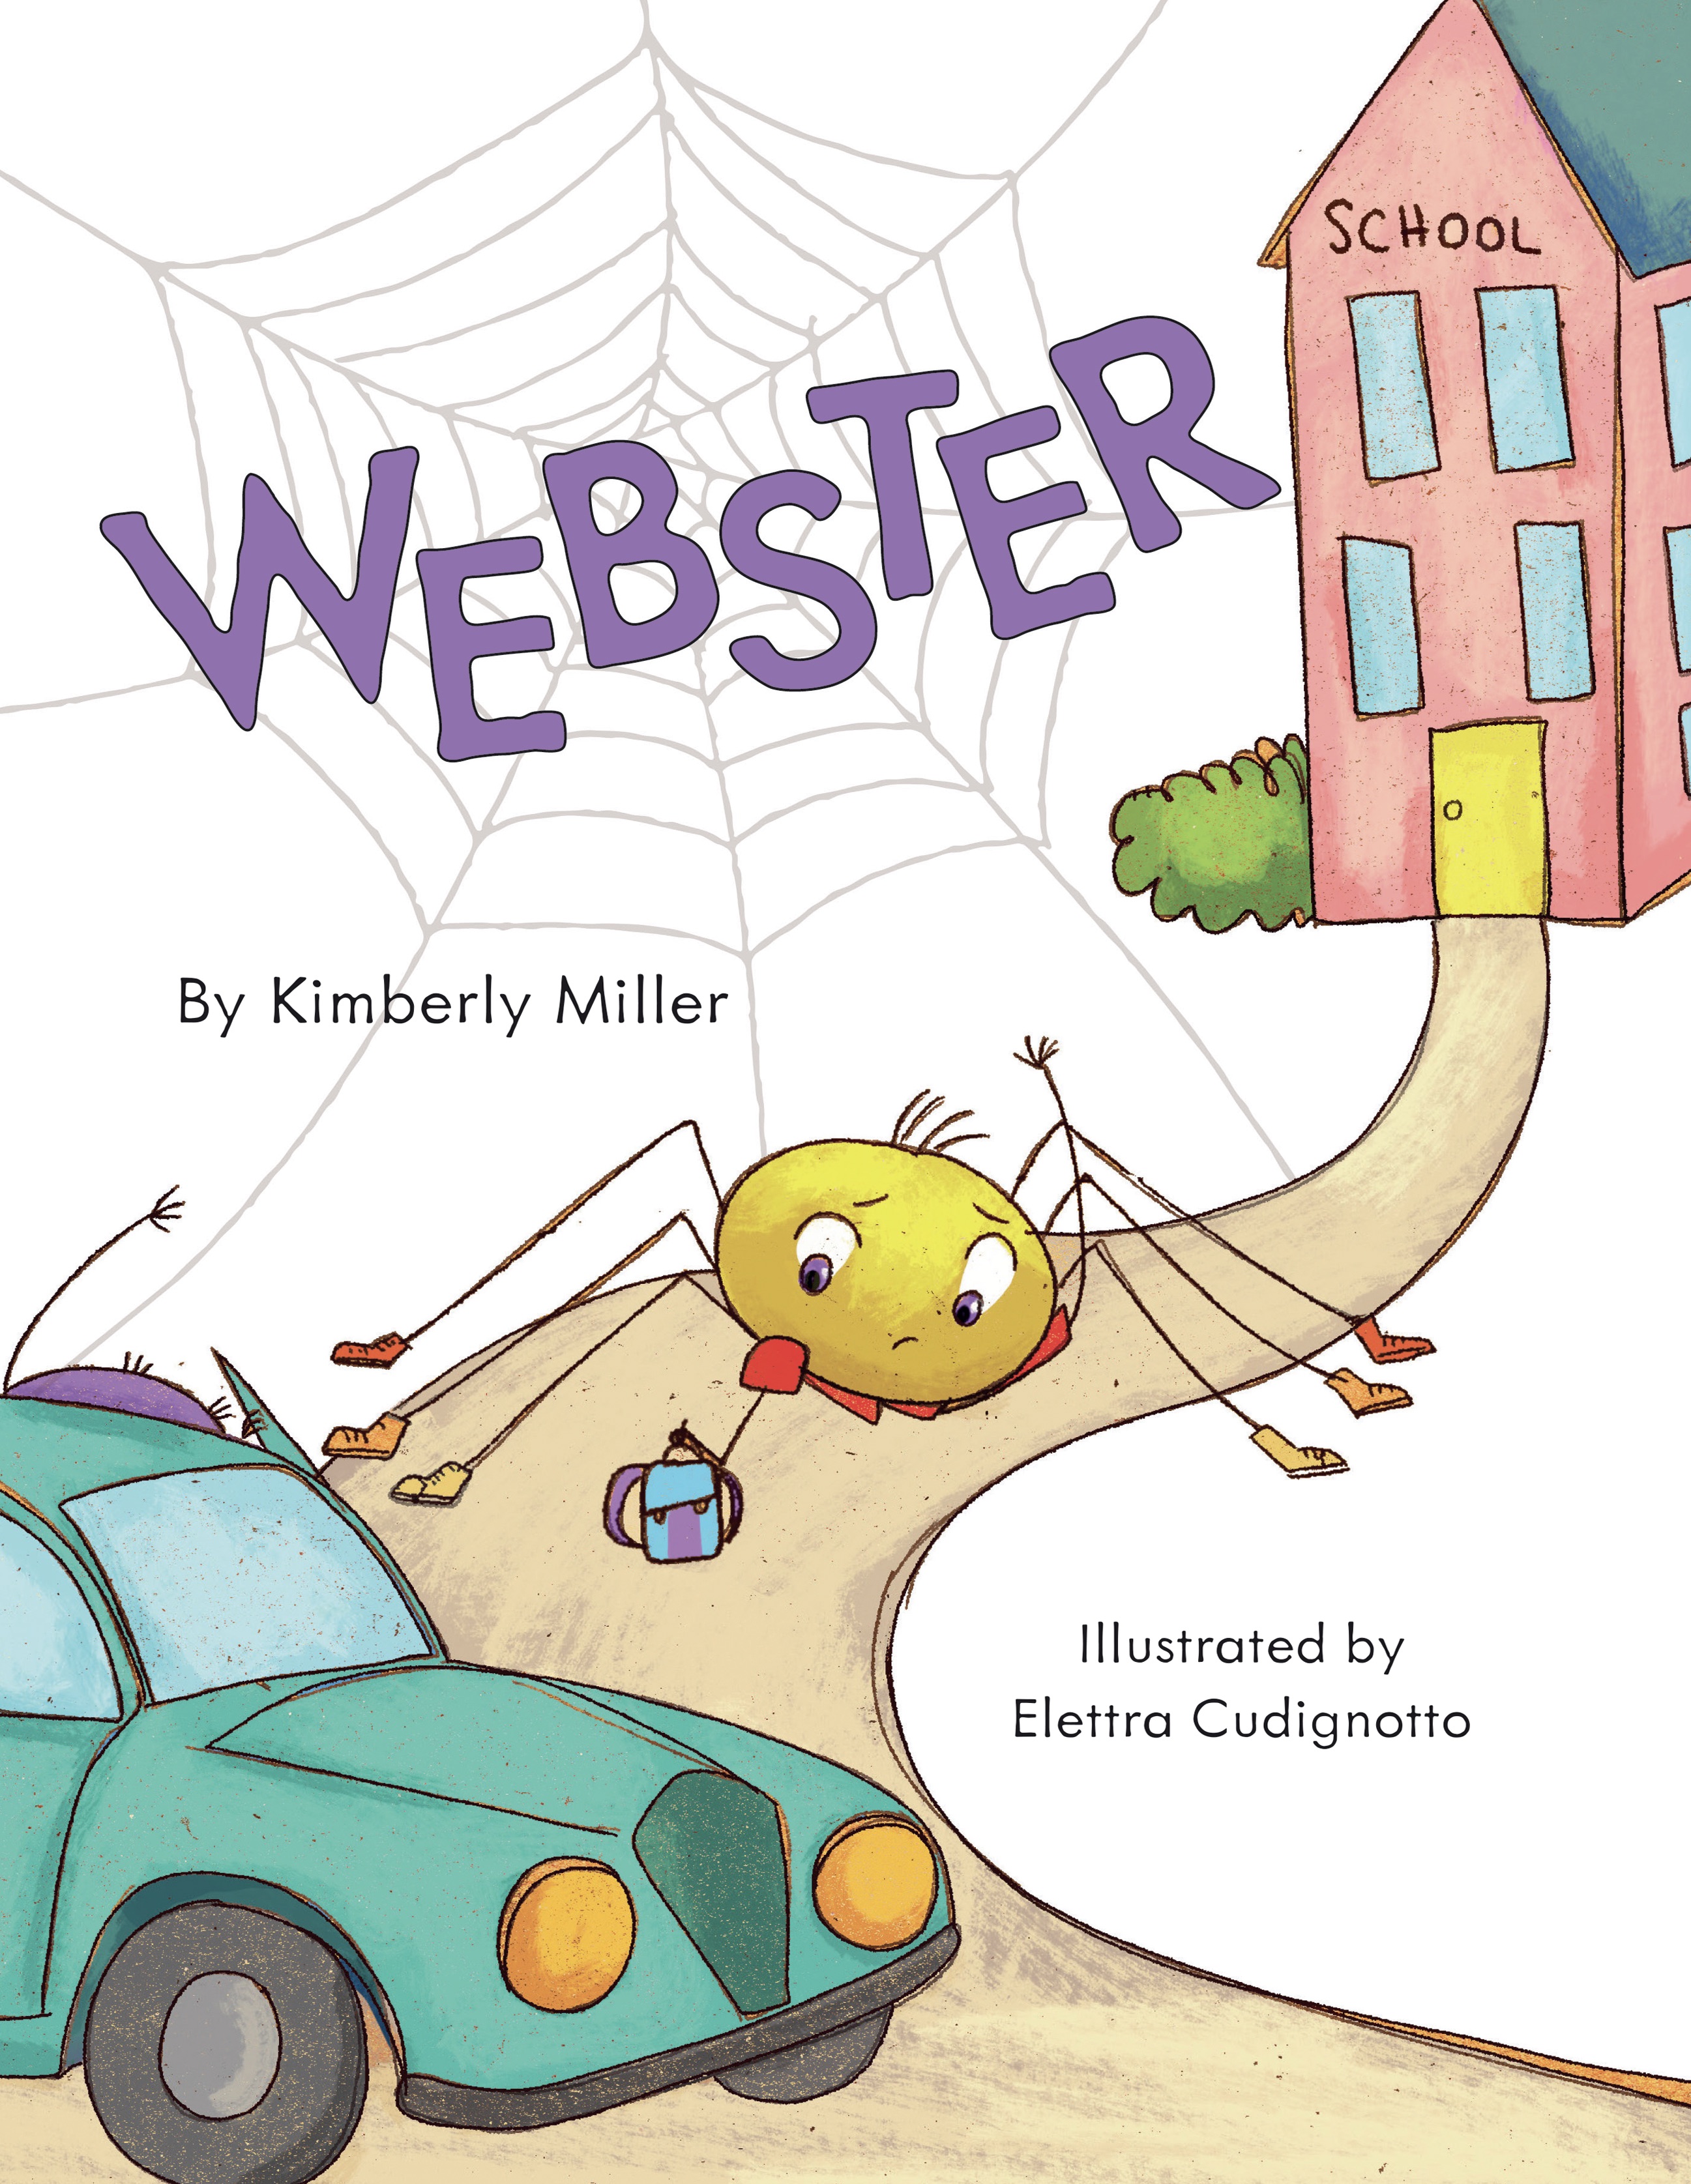 SCHOOL
WEBSTER
By Kimberly Miller
Illustrated by
Elettra Cudignotto